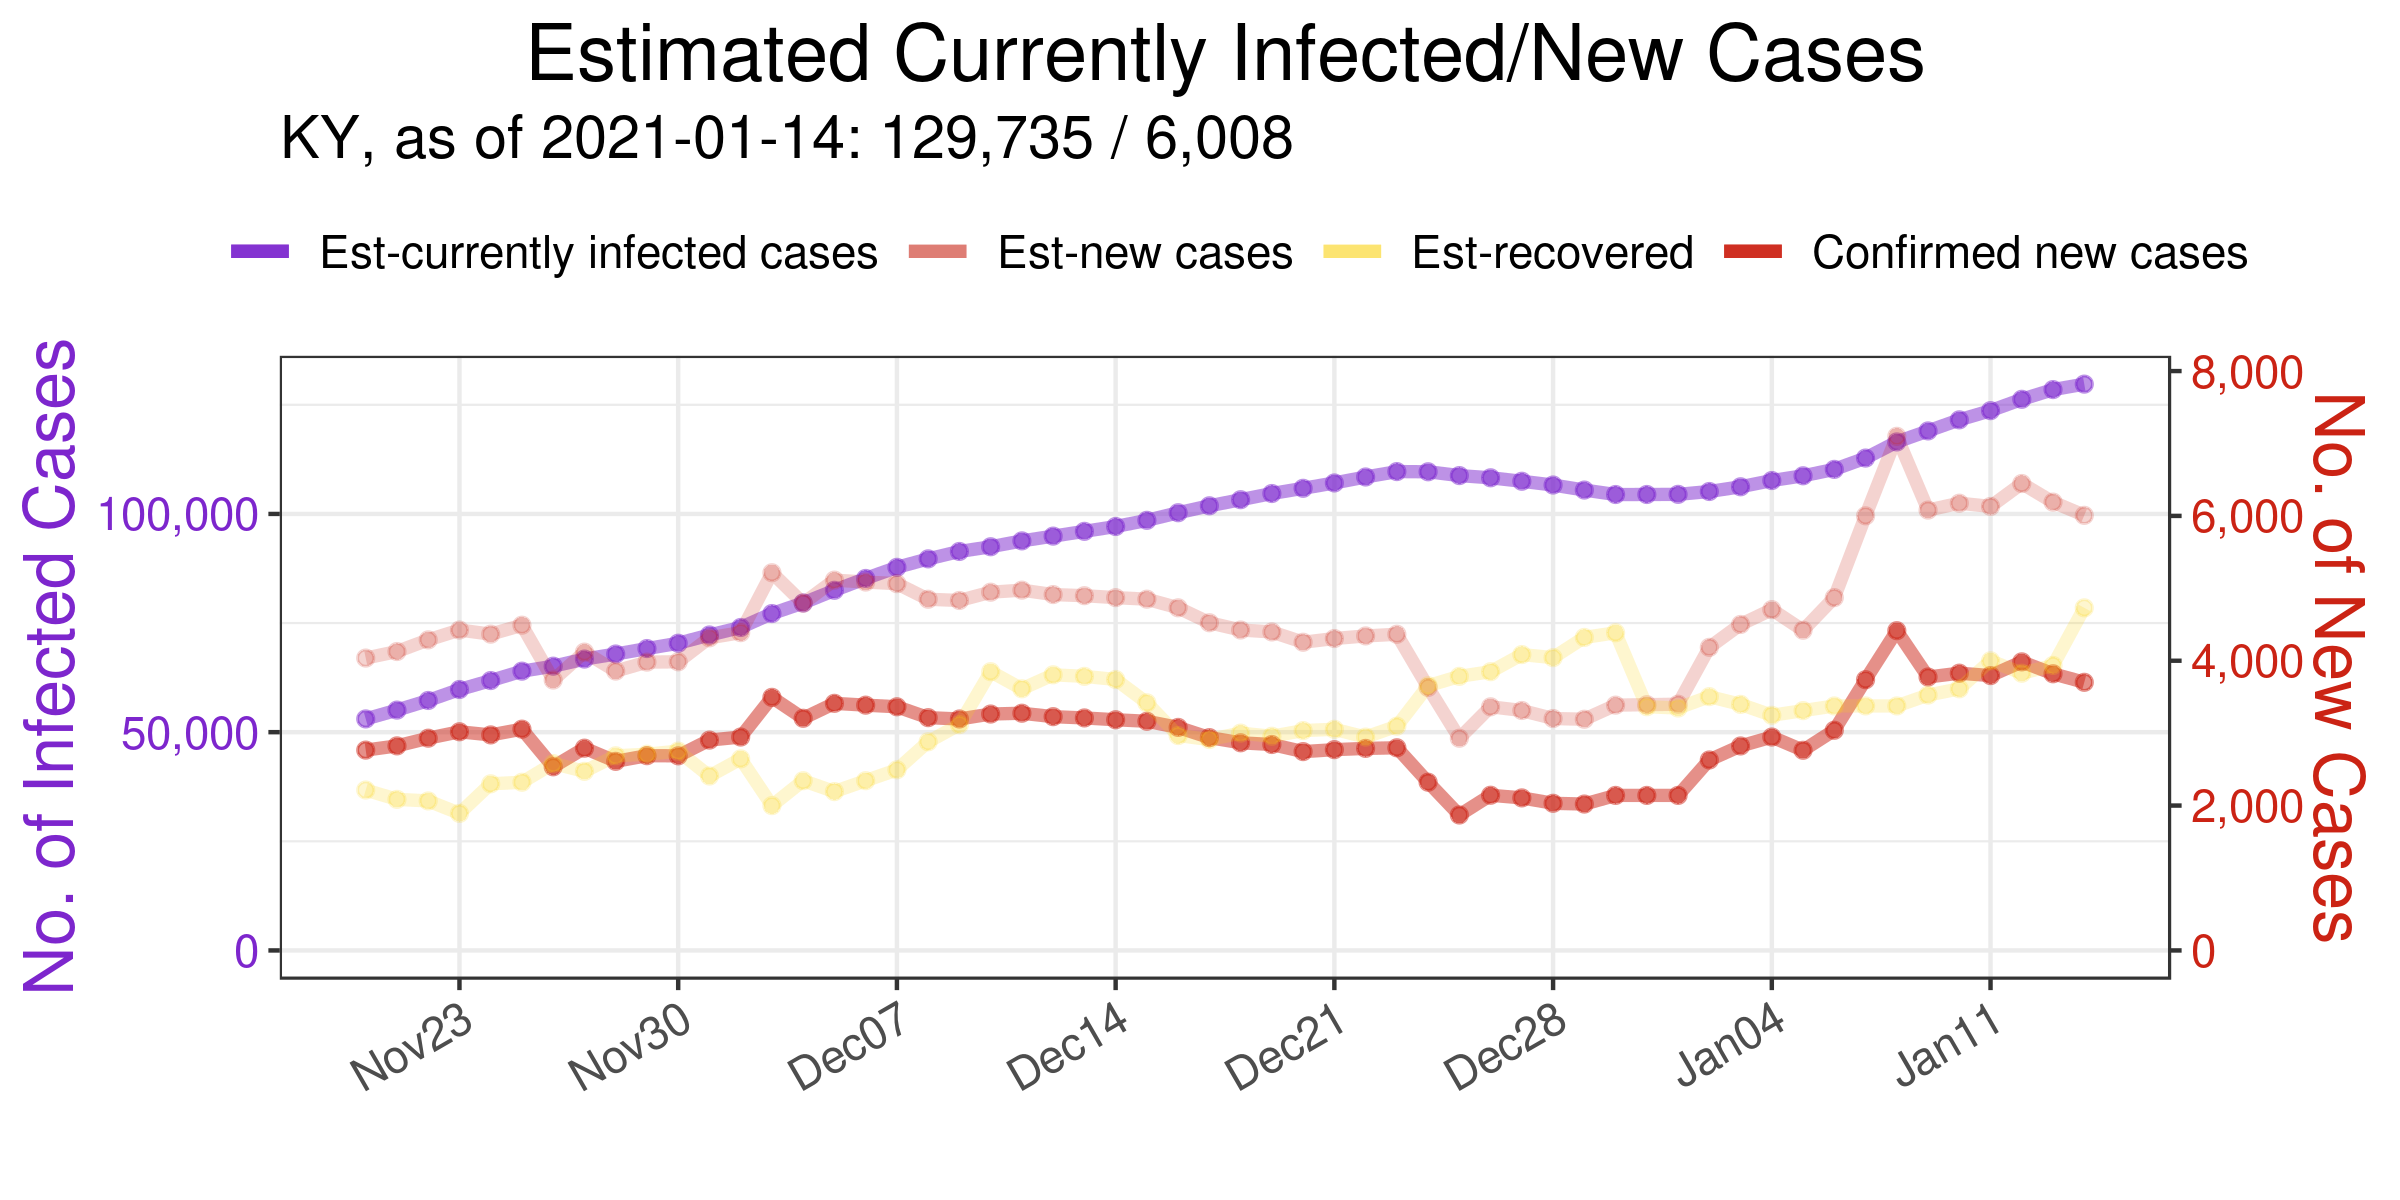 Estimated Currently Infected/New Cases
KY, as of 2021-01-14: 129,735 / 6,008
Est-currently infected cases Est-new cases Est-recovered Confirmed new cases
No. of Infected Cases
100,000
50,000
0
8,000
6,000
4,000
2,000
0
No. of New Cases
Nov23 Nov30 Dec07 Dec14 Dec21 Dec28 Jan04 Jan11